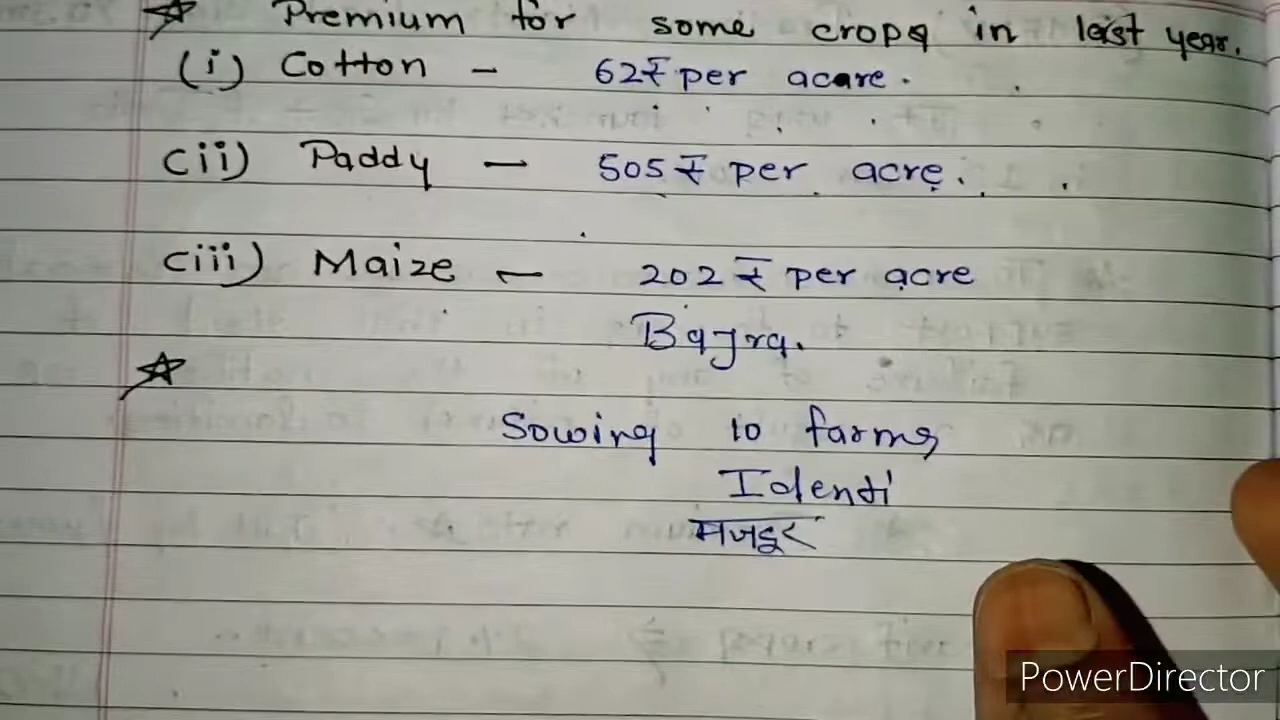 ☆ Premium for some crops in last year.
(i) Cotton - 62₹ per acare.
(ii) Paddy - 505₹ per acre.
(iii) Maize - 202₹ per acre
Bajra.
☆
Sowing 10 farms
Identi
मजदूर
PowerDirector